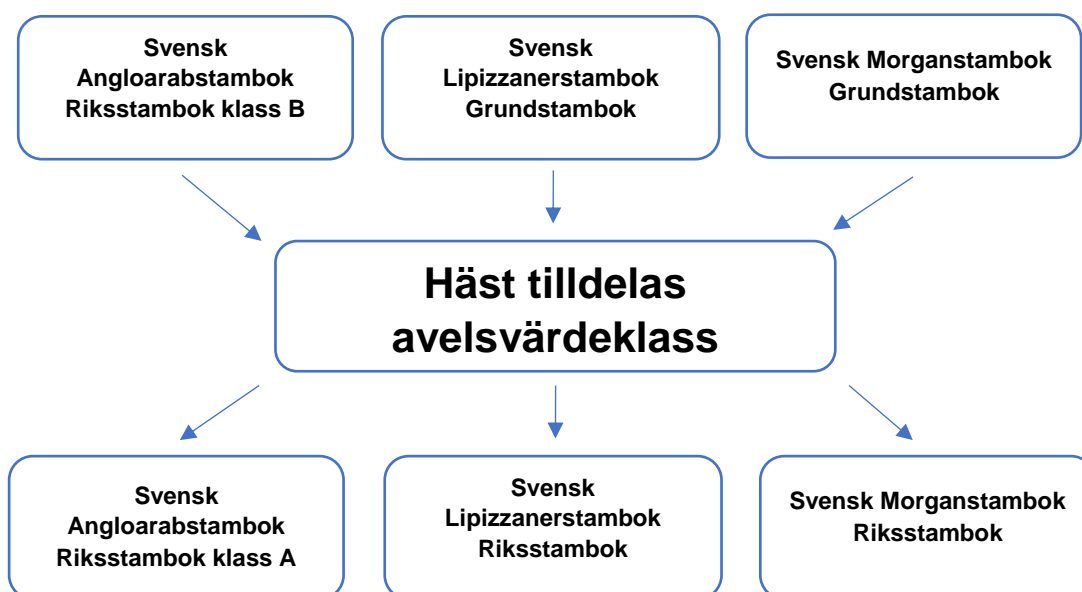 Svensk
Angloarabstambok
Riksstambok klass B
Svensk
Lipizzanerstambok
Grundstambok
Svensk Morganstambok
Grundstambok
Häst tilldelas
avelsvärdeklass
Svensk
Angloarabstambok
Riksstambok klass A
Svensk
Lipizzanerstambok
Riksstambok
Svensk Morganstambok
Riksstambok